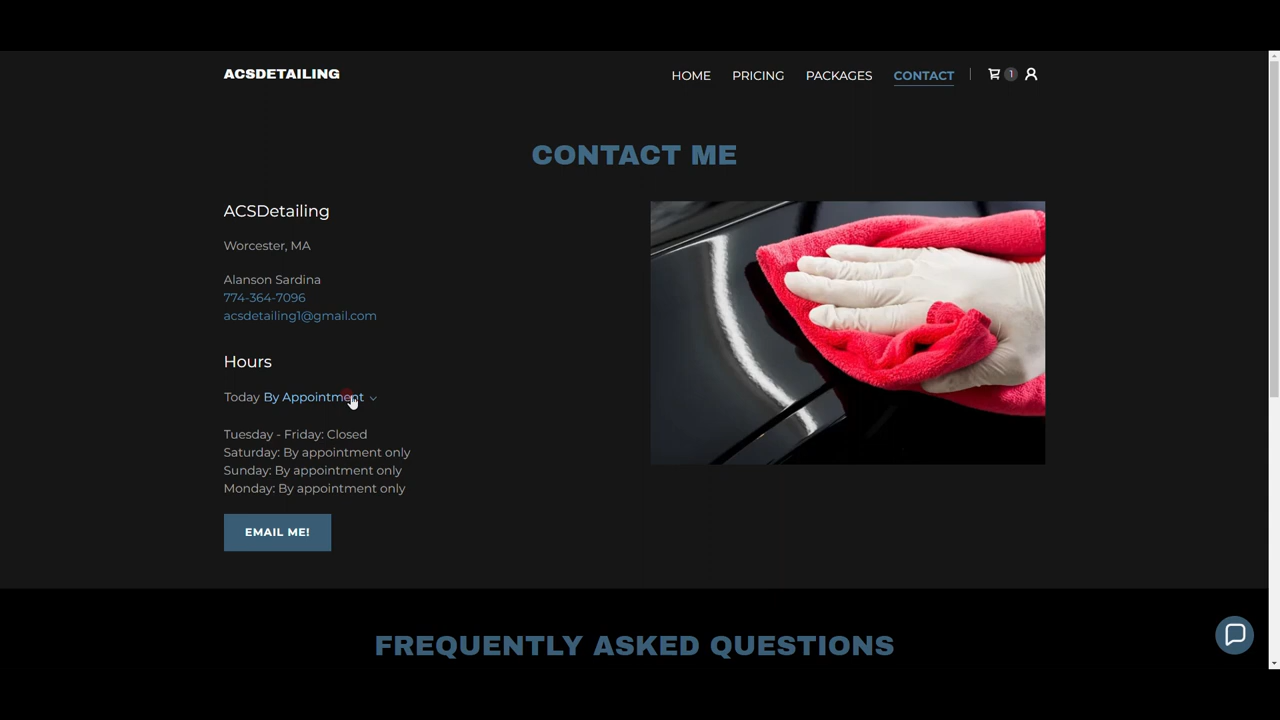 ACSDETAILING
HOME PRICING PACKAGES CONTACT 1
CONTACT ME
ACSDetailing
Worcester, MA
Alanson Sardina
774-364-7096
acsdetailing1@gmail.com
Hours
Today By Appointment
Tuesday - Friday: Closed
Saturday: By appointment only
Sunday: By appointment only
Monday: By appointment only
EMAIL ME!
FREQUENTLY ASKED QUESTIONS